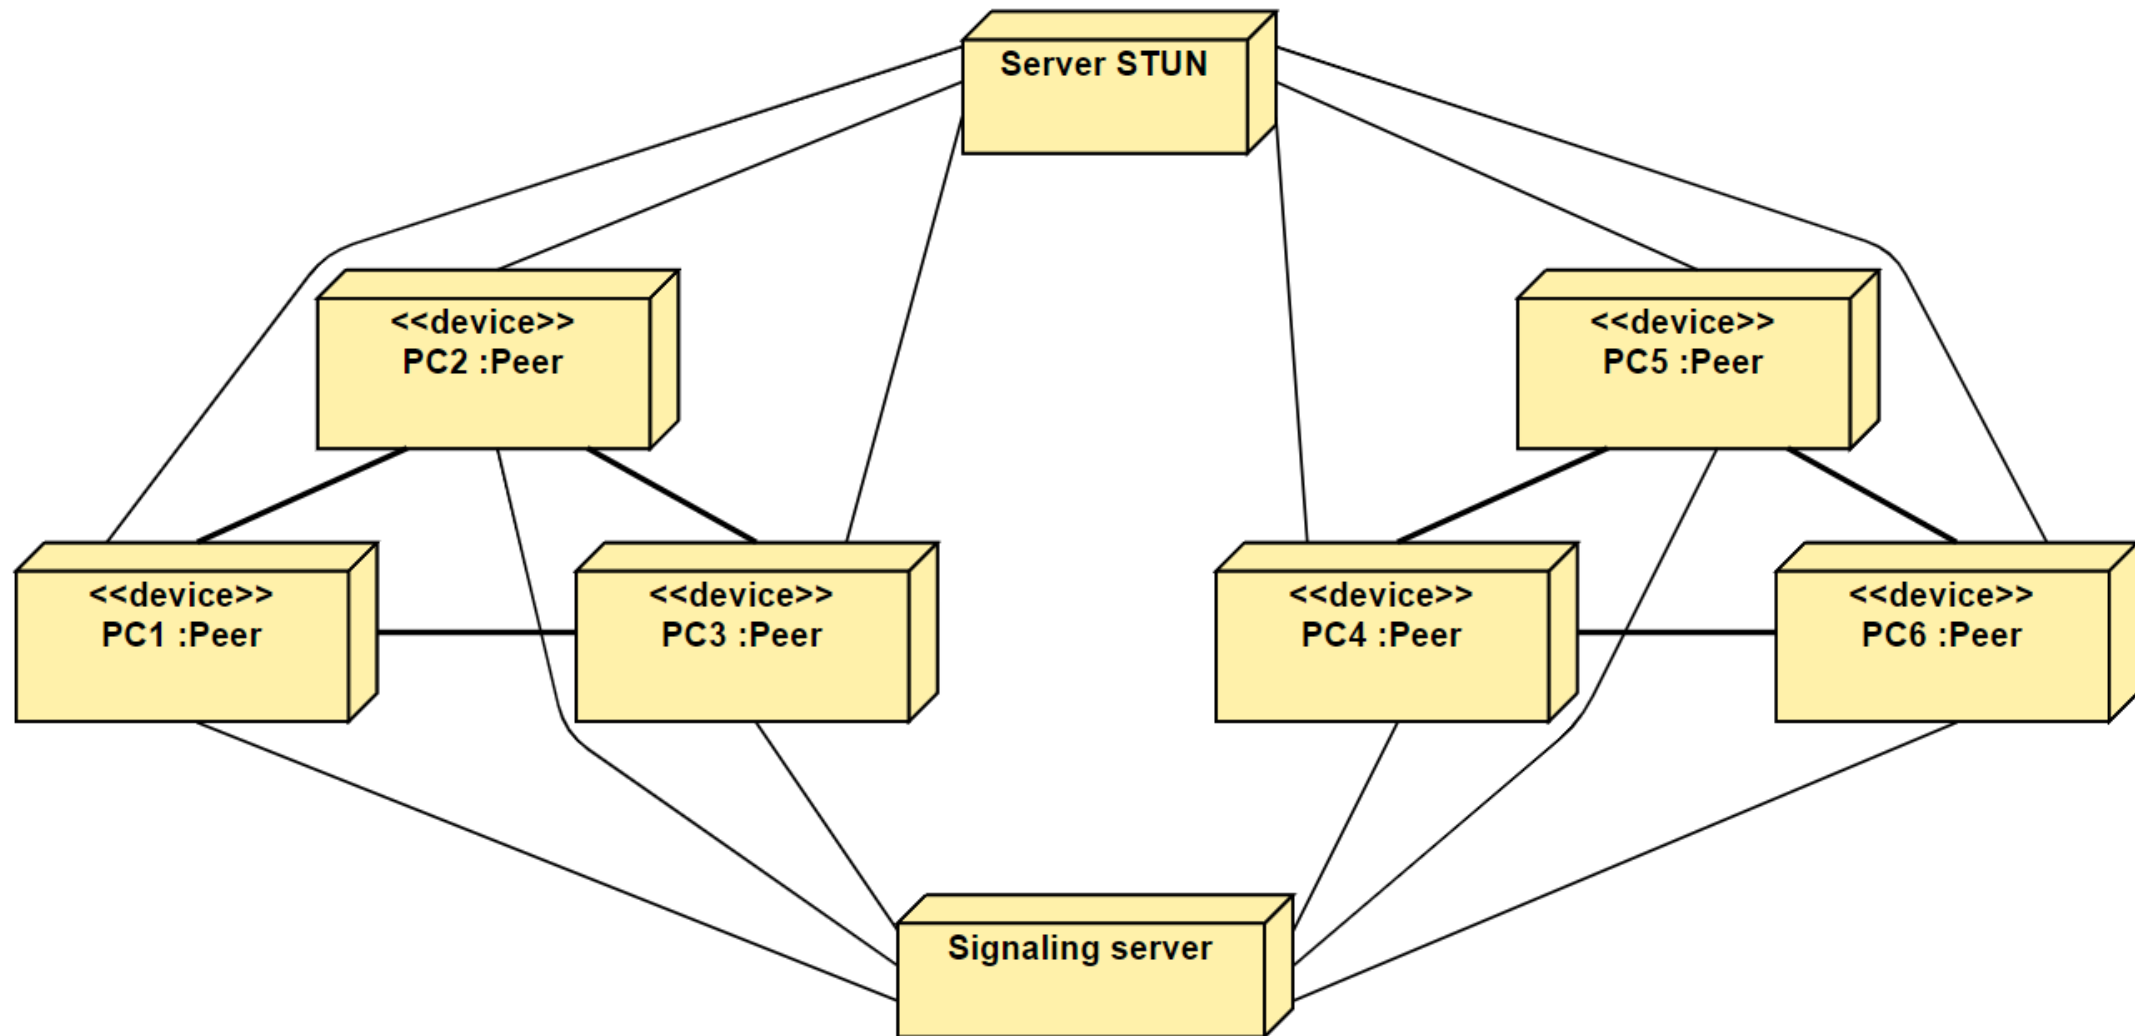 Server STUN
<<device>>
PC2 :Peer
<<device>>
PC5 :Peer
<<device>>
PC1 :Peer
<<device>>
PC3 :Peer
<<device>>
PC4 :Peer
<<device>>
PC6 :Peer
Signaling server